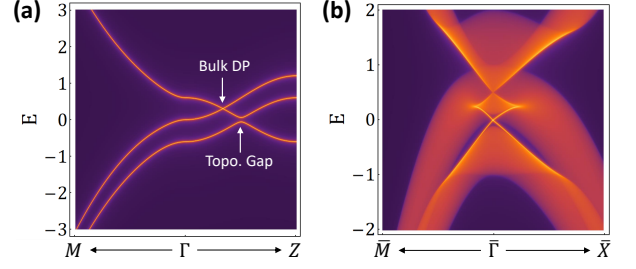 (a)
3
2
1
0
-1
-2
-3
E
Bulk DP
Topo. Gap
M
Γ
Z
(b)
2
1
0
-1
-2
E
M̅
Γ̅
X̅